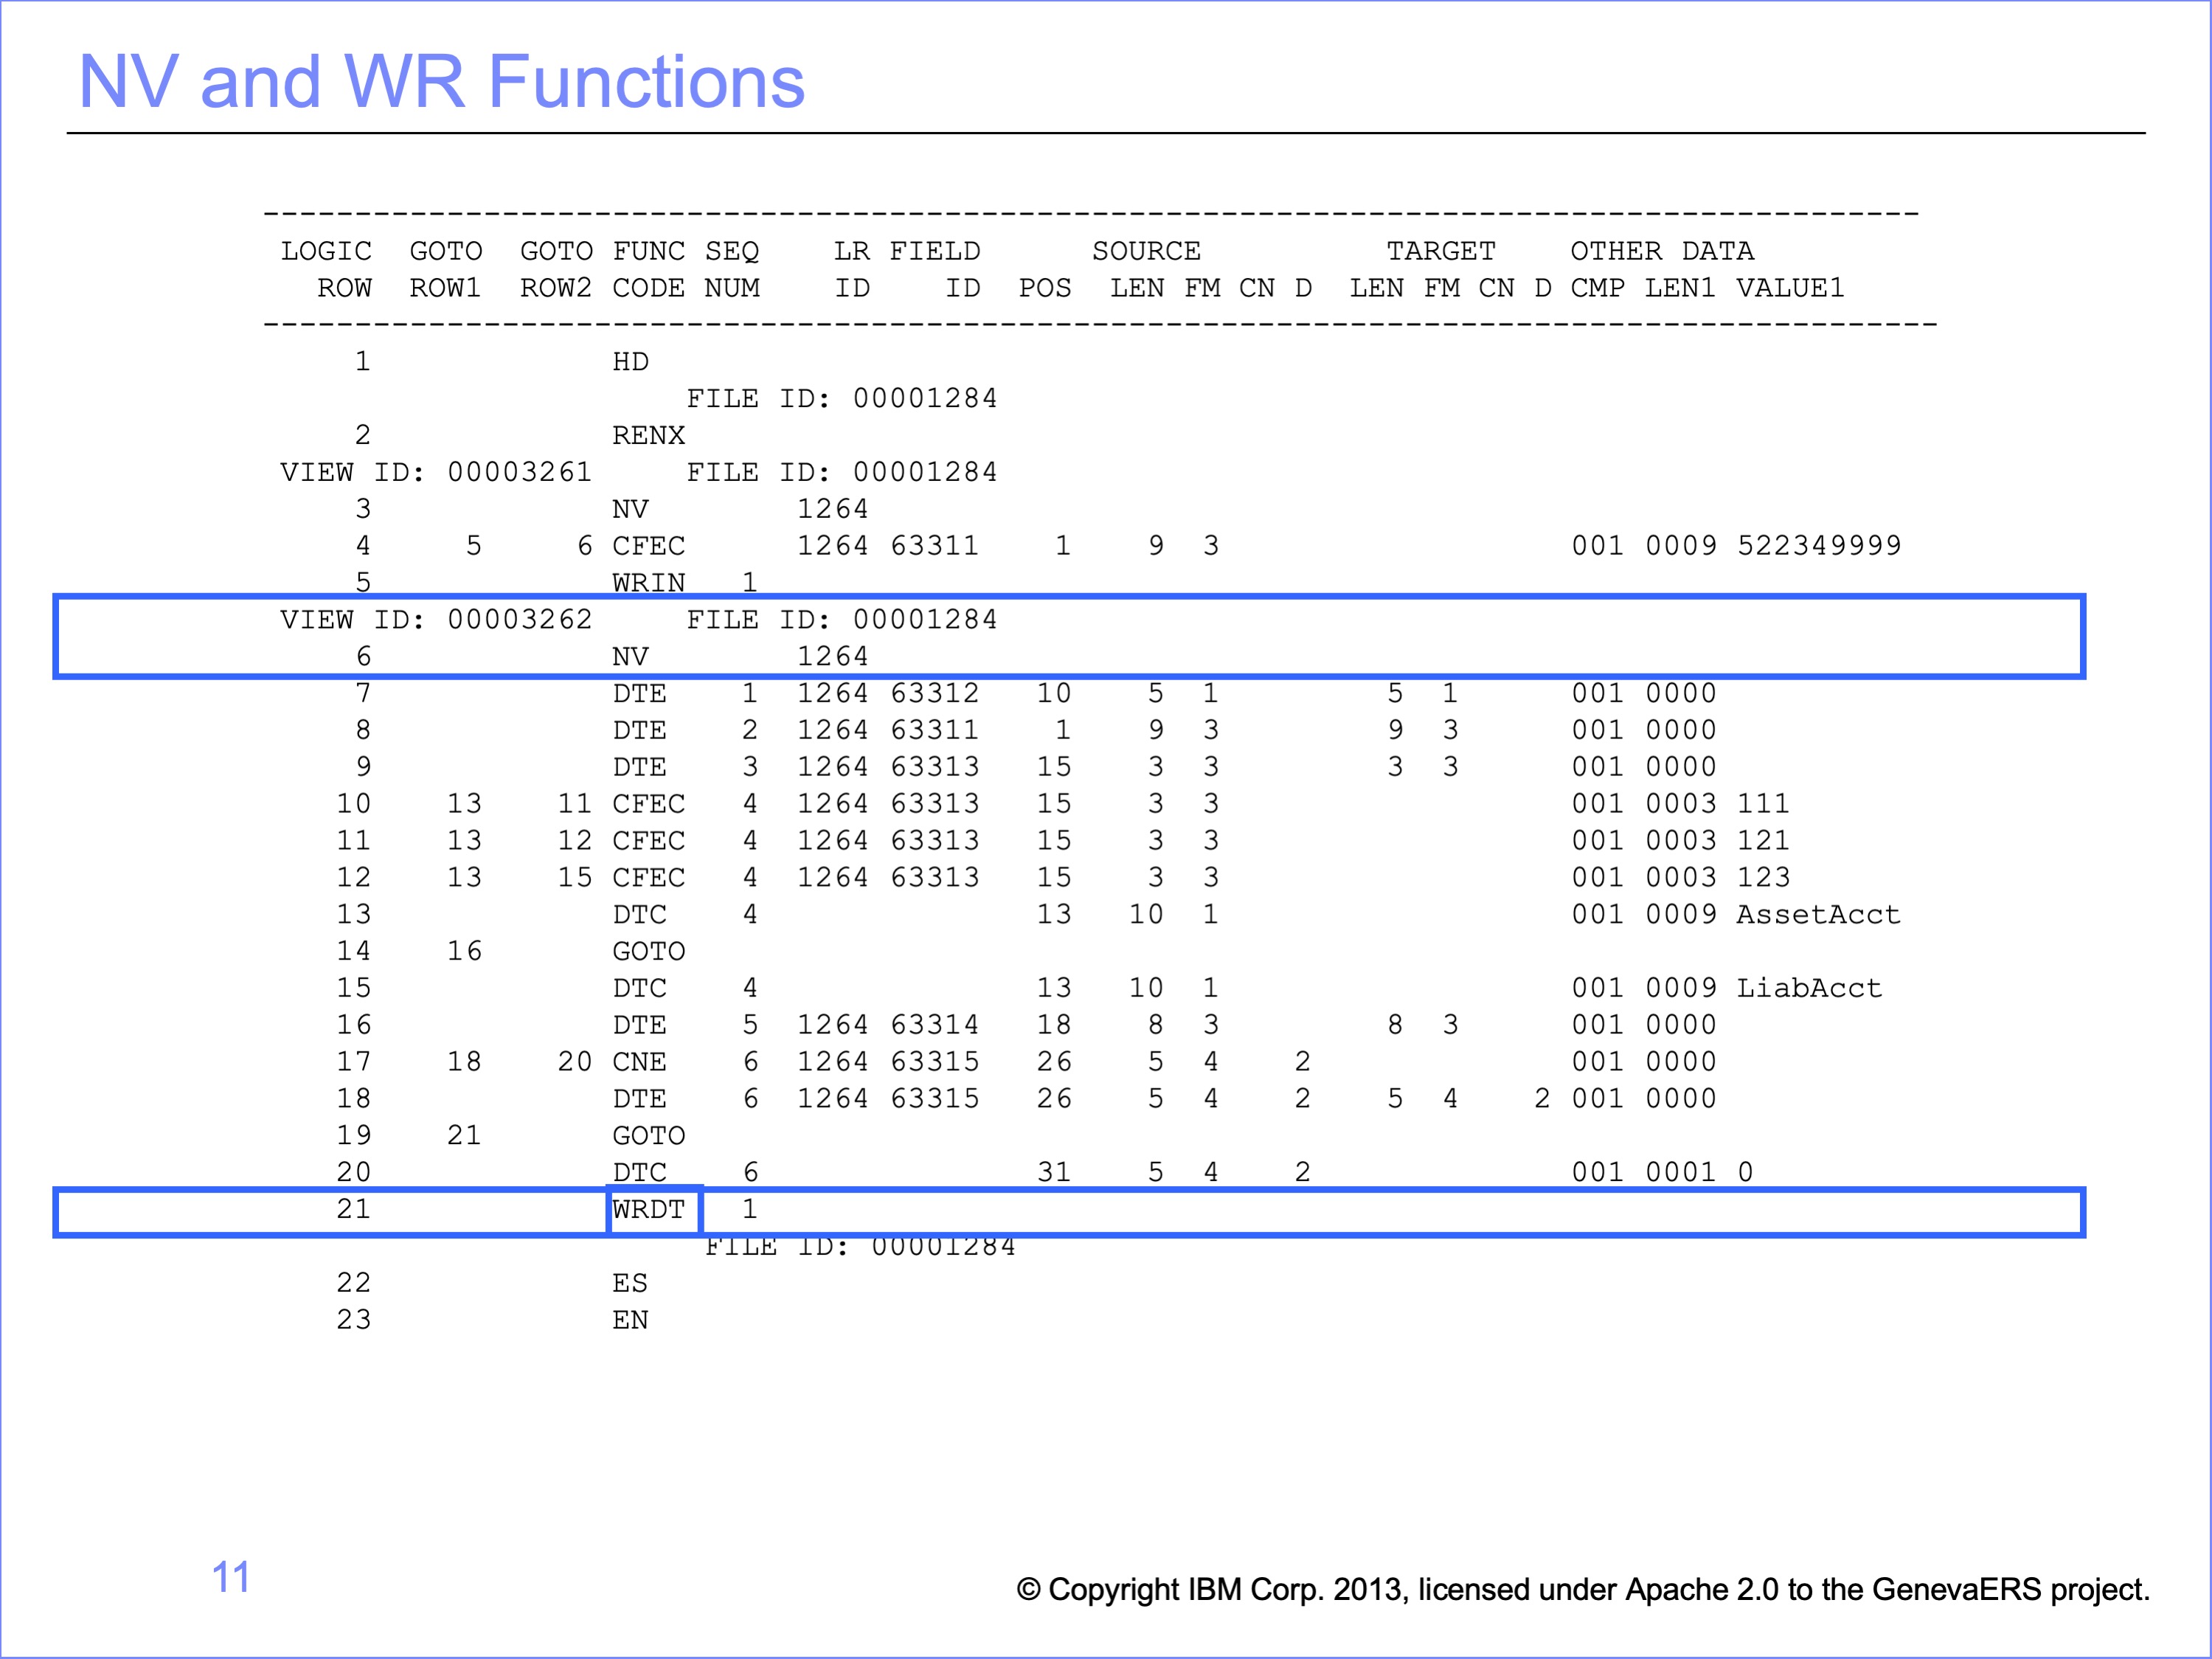 NV and WR Functions
-------------------------------------------------------------------------------------------
LOGIC GOTO GOTO FUNC SEQ LR FIELD SOURCE TARGET OTHER DATA
ROW ROW1 ROW2 CODE NUM ID ID POS LEN FM CN D LEN FM CN D CMP LEN1 VALUE1
--------------------------------------------------------------------------------------------
1 HD
FILE ID: 00001284
2 RENX
VIEW ID: 00003261 FILE ID: 00001284
3 NV 1264
4 5 6 CFEC 1264 63311 1 9 3 001 0009 522349999
5 WRIN 1
VIEW ID: 00003262 FILE ID: 00001284
6 NV 1264
7 DTE 1 1264 63312 10 5 1 5 1 001 0000
8 DTE 2 1264 63311 1 9 3 9 3 001 0000
9 DTE 3 1264 63313 15 3 3 3 3 001 0000
10 13 11 CFEC 4 1264 63313 15 3 3 001 0003 111
11 13 12 CFEC 4 1264 63313 15 3 3 001 0003 121
12 13 15 CFEC 4 1264 63313 15 3 3 001 0003 123
13 DTC 4 13 10 1 001 0009 AssetAcct
14 16 GOTO
15 DTC 4 13 10 1 001 0009 LiabAcct
16 DTE 5 1264 63314 18 8 3 8 3 001 0000
17 18 20 CNE 6 1264 63315 26 5 4 2 001 0000
18 DTE 6 1264 63315 26 5 4 2 5 4 2 001 0000
19 21 GOTO
20 DTC 6 31 5 4 2 001 0001 0
21 WRDT 1
FILE ID: 00001284
22 ES
23 EN
11
© Copyright IBM Corp. 2013, licensed under Apache 2.0 to the GenevaERS project.